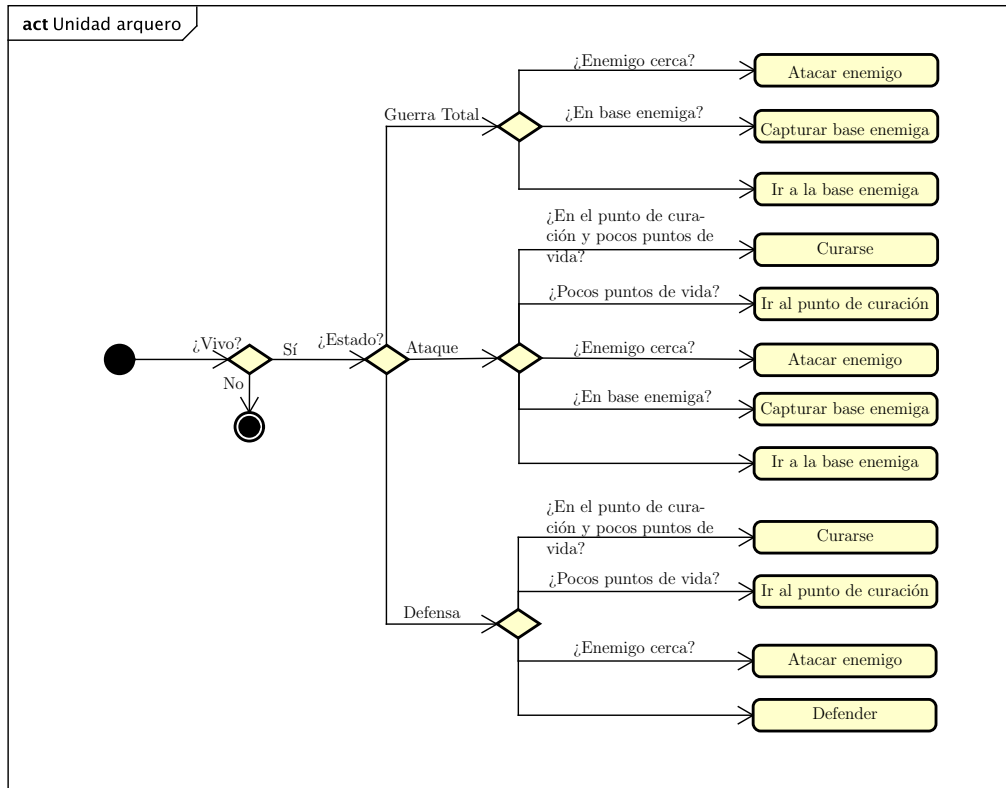 act Unidad arquero
¿Enemigo cerca?
Atacar enemigo
Guerra Total
¿En base enemiga?
Capturar base enemiga
Ir a la base enemiga
¿En el punto de cura-
ción y pocos puntos de
vida?
Curarse
¿Pocos puntos de vida?
Ir al punto de curación
¿Vivo?
Sí
¿Estado?
Ataque
¿Enemigo cerca?
Atacar enemigo
No
¿En base enemiga?
Capturar base enemiga
Ir a la base enemiga
¿En el punto de cura-
ción y pocos puntos de
vida?
Curarse
¿Pocos puntos de vida?
Ir al punto de curación
Defensa
¿Enemigo cerca?
Atacar enemigo
Defender